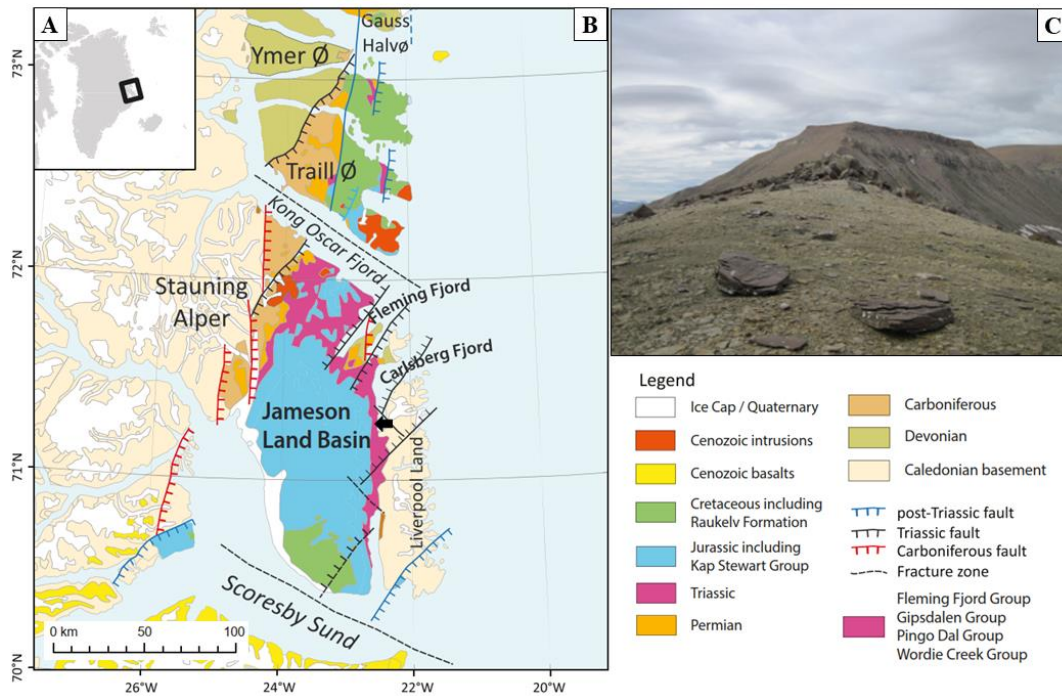 A
B
C
Gauss
Halvø
Ymer Ø
Traill Ø
Kong Oscar Fjord
Stauning
Alper
Fleming Fjord
Carlsberg Fjord
Jameson
Land Basin
Liverpool Land
Scoresby Sund
0 km 50 100
73°N
72°N
71°N
70°N
26°W 24°W 22°W 20°W
Legend
Ice Cap / Quaternary
Cenozoic intrusions
Cenozoic basalts
Cretaceous including
Raukelv Formation
Jurassic including
Kap Stewart Group
Triassic
Permian
Carboniferous
Devonian
Caledonian basement
post-Triassic fault
Triassic fault
Carboniferous fault
Fracture zone
Fleming Fjord Group
Gipsdalen Group
Pingo Dal Group
Wordie Creek Group